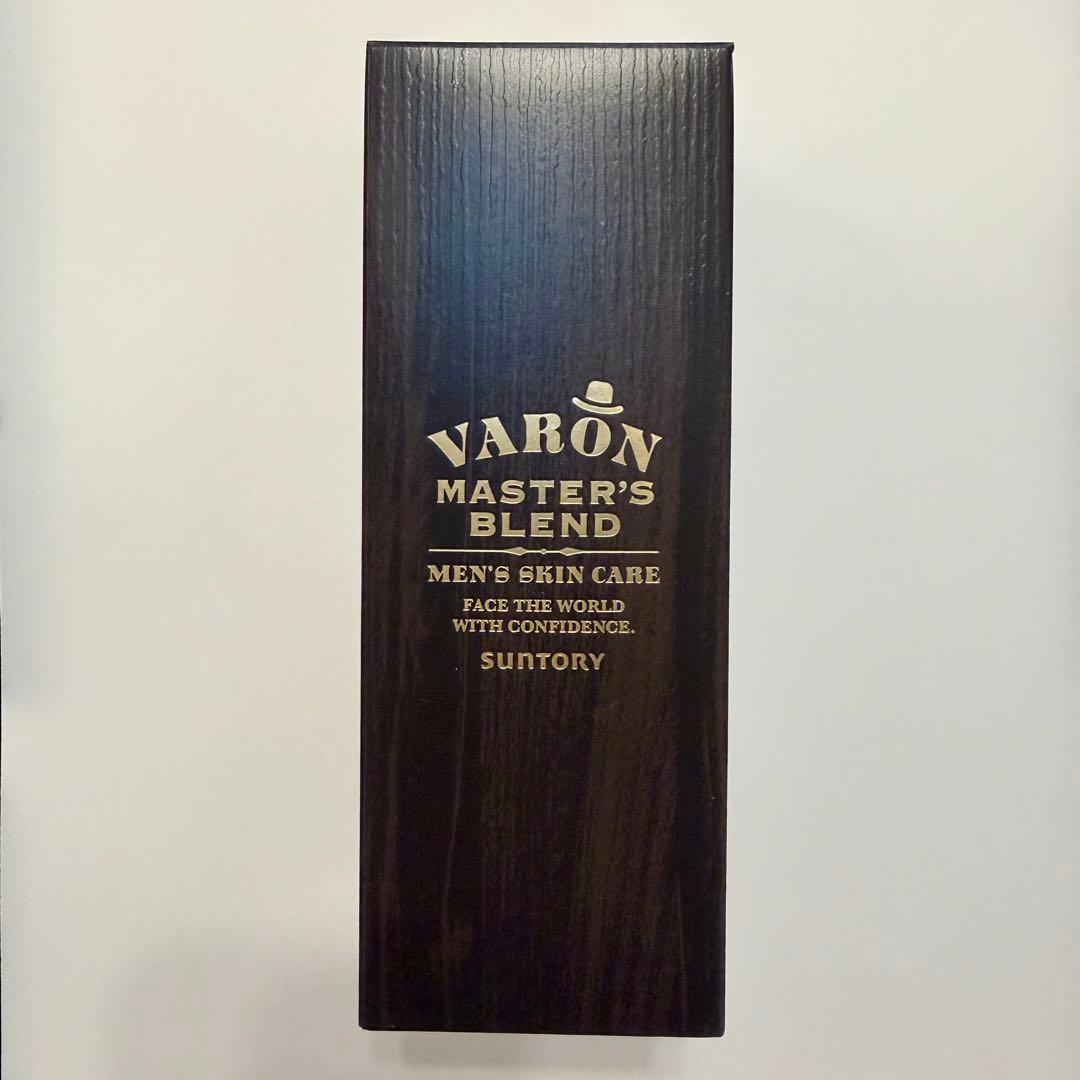 VARON
MASTER'S
BLEND
MEN'S SKIN CARE
FACE THE WORLD
WITH CONFIDENCE.
SUNTORY